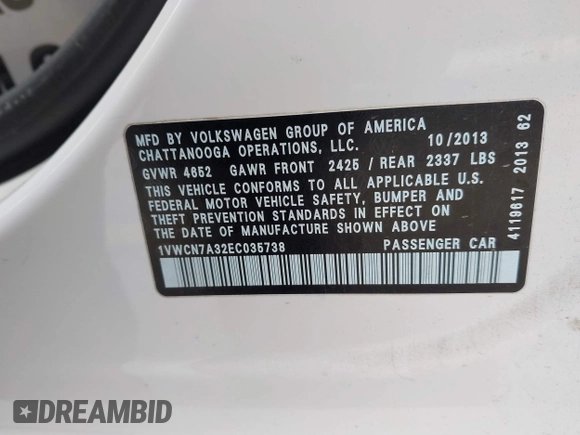 MFD BY VOLKSWAGEN GROUP OF AMERICA
CHATTANOOGA OPERATIONS, LLC. 10/2013
GVWR 4652 GAWR FRONT 2425 / REAR 2337 LBS
THIS VEHICLE CONFORMS TO ALL APPLICABLE U.S.
FEDERAL MOTOR VEHICLE SAFETY, BUMPER AND
THEFT PREVENTION STANDARDS IN EFFECT ON
THE DATE OF MANUFACTURE SHOWN ABOVE
1VWCN7A32EC035738 PASSENGER CAR
4119617 2013 62
DREAMBID